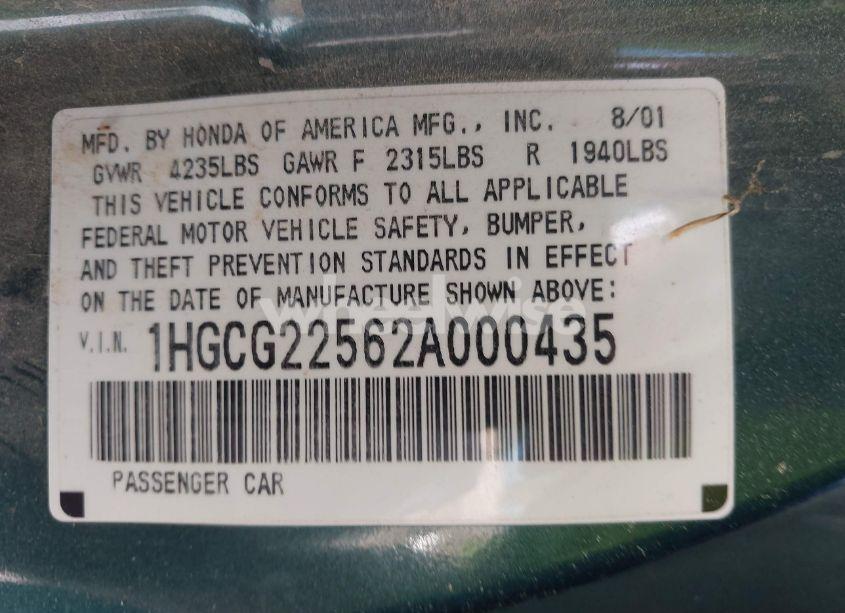 MFD. BY HONDA OF AMERICA MFG., INC. 8/01
GVWR 4235LBS GAWR F 2315LBS R 1940LBS
THIS VEHICLE CONFORMS TO ALL APPLICABLE
FEDERAL MOTOR VEHICLE SAFETY, BUMPER,
AND THEFT PREVENTION STANDARDS IN EFFECT
ON THE DATE OF MANUFACTURE SHOWN ABOVE:
wheelwise
V.I.N. 1HGCG22562A000435
PASSENGER CAR